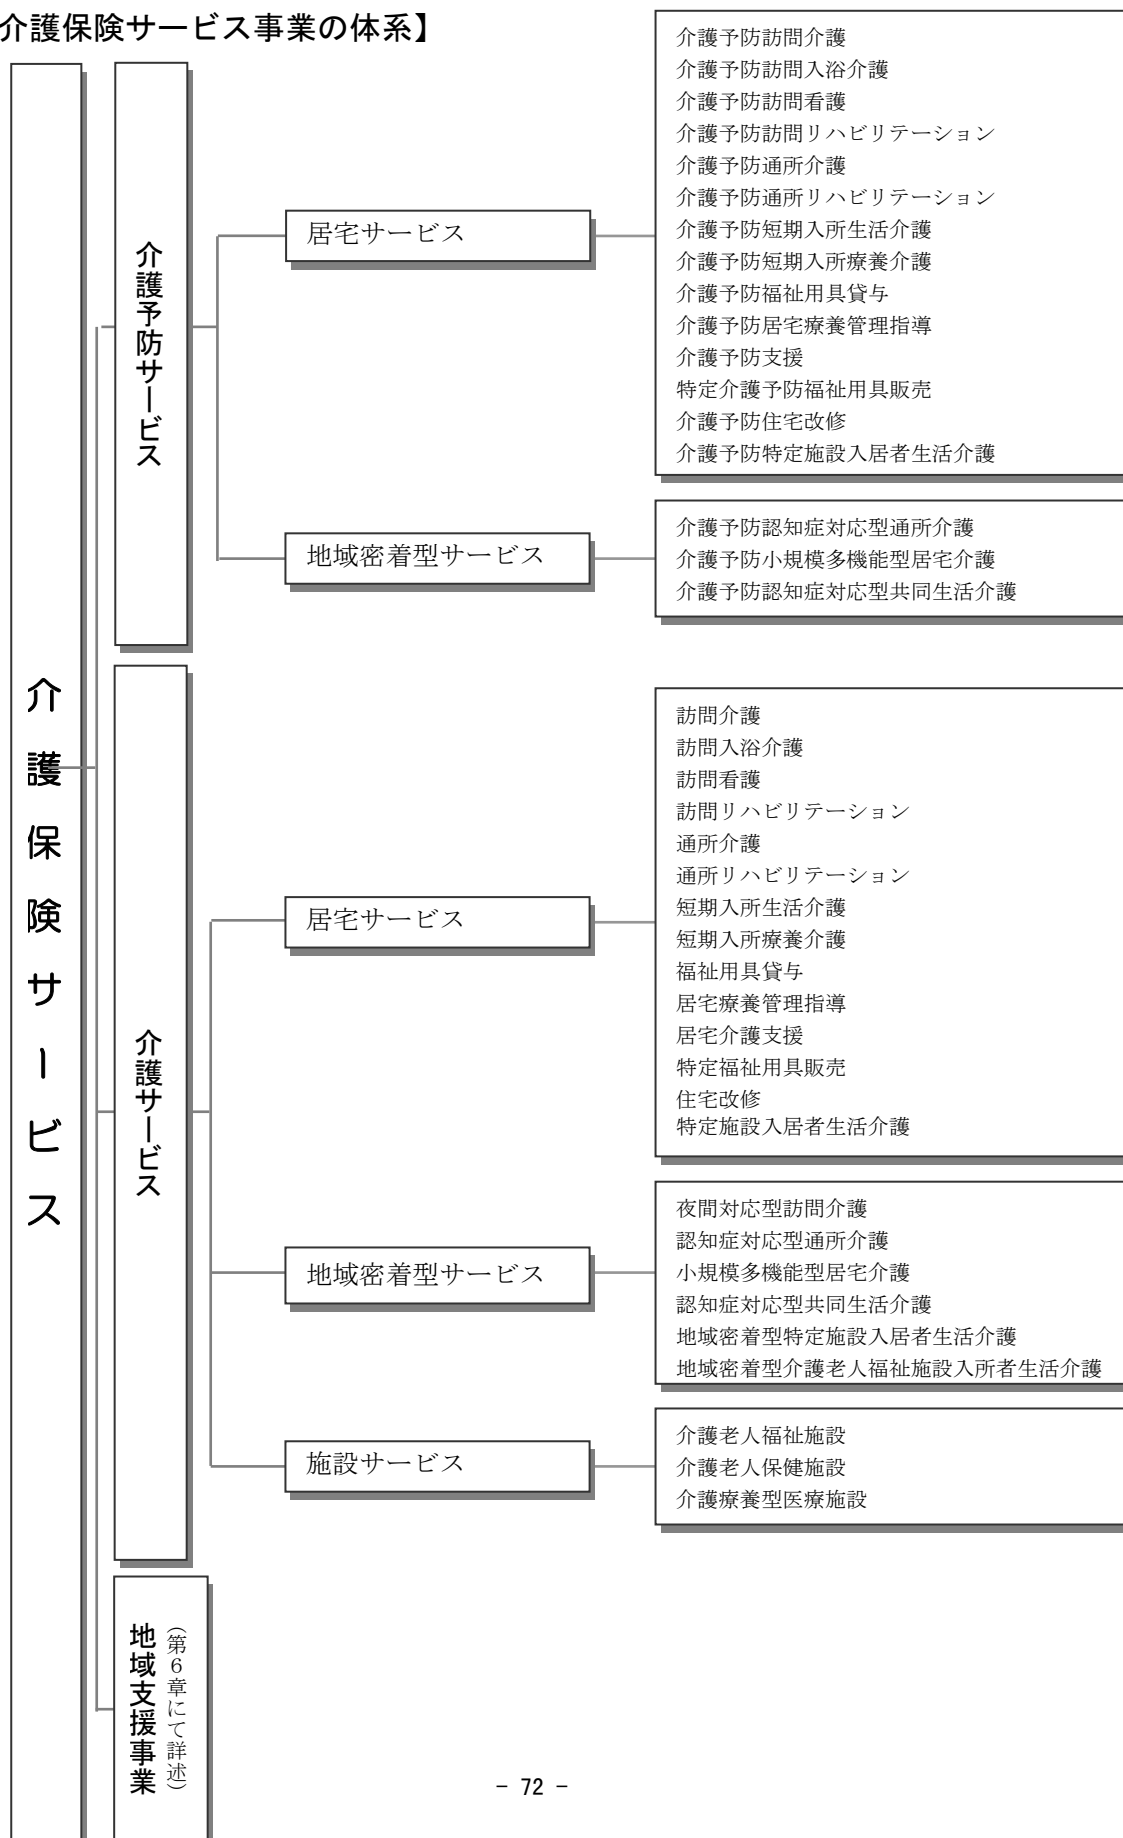 介護保険サービス事業の体系】
介護保険サービス
介護予防サービス
居宅サービス
介護予防訪問介護
介護予防訪問入浴介護
介護予防訪問看護
介護予防訪問リハビリテーション
介護予防通所介護
介護予防通所リハビリテーション
介護予防短期入所生活介護
介護予防短期入所療養介護
介護予防福祉用具貸与
介護予防居宅療養管理指導
介護予防支援
特定介護予防福祉用具販売
介護予防住宅改修
介護予防特定施設入居者生活介護
地域密着型サービス
介護予防認知症対応型通所介護
介護予防小規模多機能型居宅介護
介護予防認知症対応型共同生活介護
介護サービス
居宅サービス
訪問介護
訪問入浴介護
訪問看護
訪問リハビリテーション
通所介護
通所リハビリテーション
短期入所生活介護
短期入所療養介護
福祉用具貸与
居宅療養管理指導
居宅介護支援
特定福祉用具販売
住宅改修
特定施設入居者生活介護
地域密着型サービス
夜間対応型訪問介護
認知症対応型通所介護
小規模多機能型居宅介護
認知症対応型共同生活介護
地域密着型特定施設入居者生活介護
地域密着型介護老人福祉施設入所者生活介護
施設サービス
介護老人福祉施設
介護老人保健施設
介護療養型医療施設
地域支援事業
（第６章にて詳述）
- 72 -